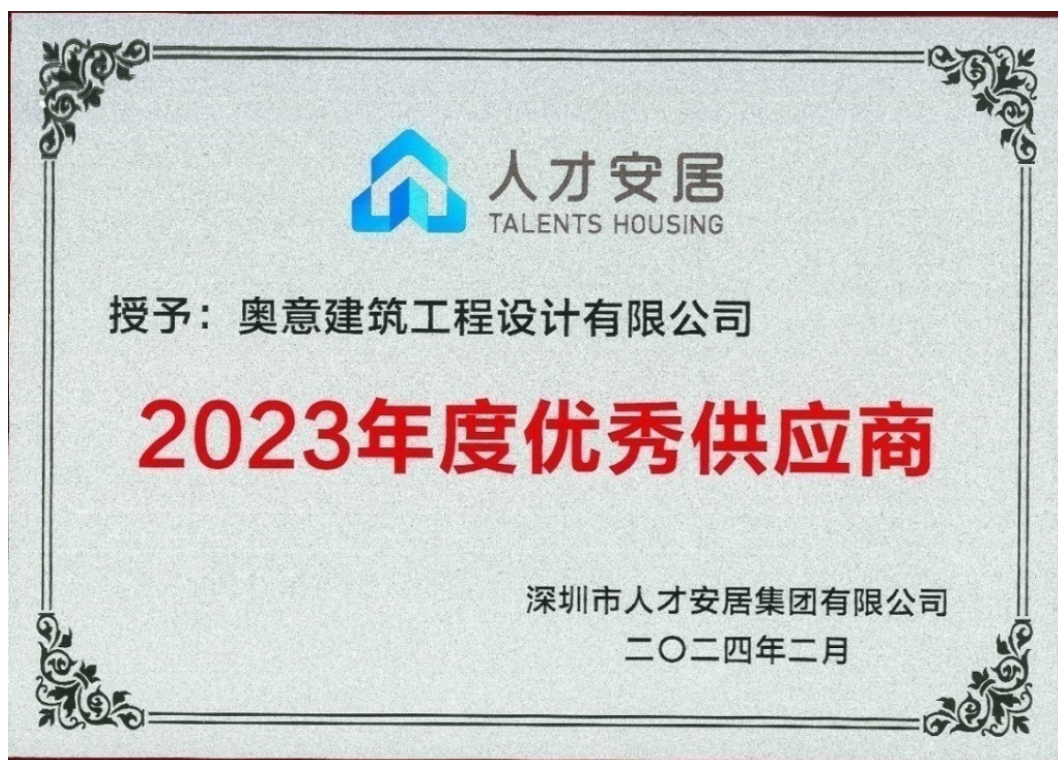 人才安居
TALENTS HOUSING
授予：奥意建筑工程设计有限公司
2023年度优秀供应商
深圳市人才安居集团有限公司
二〇二四年二月